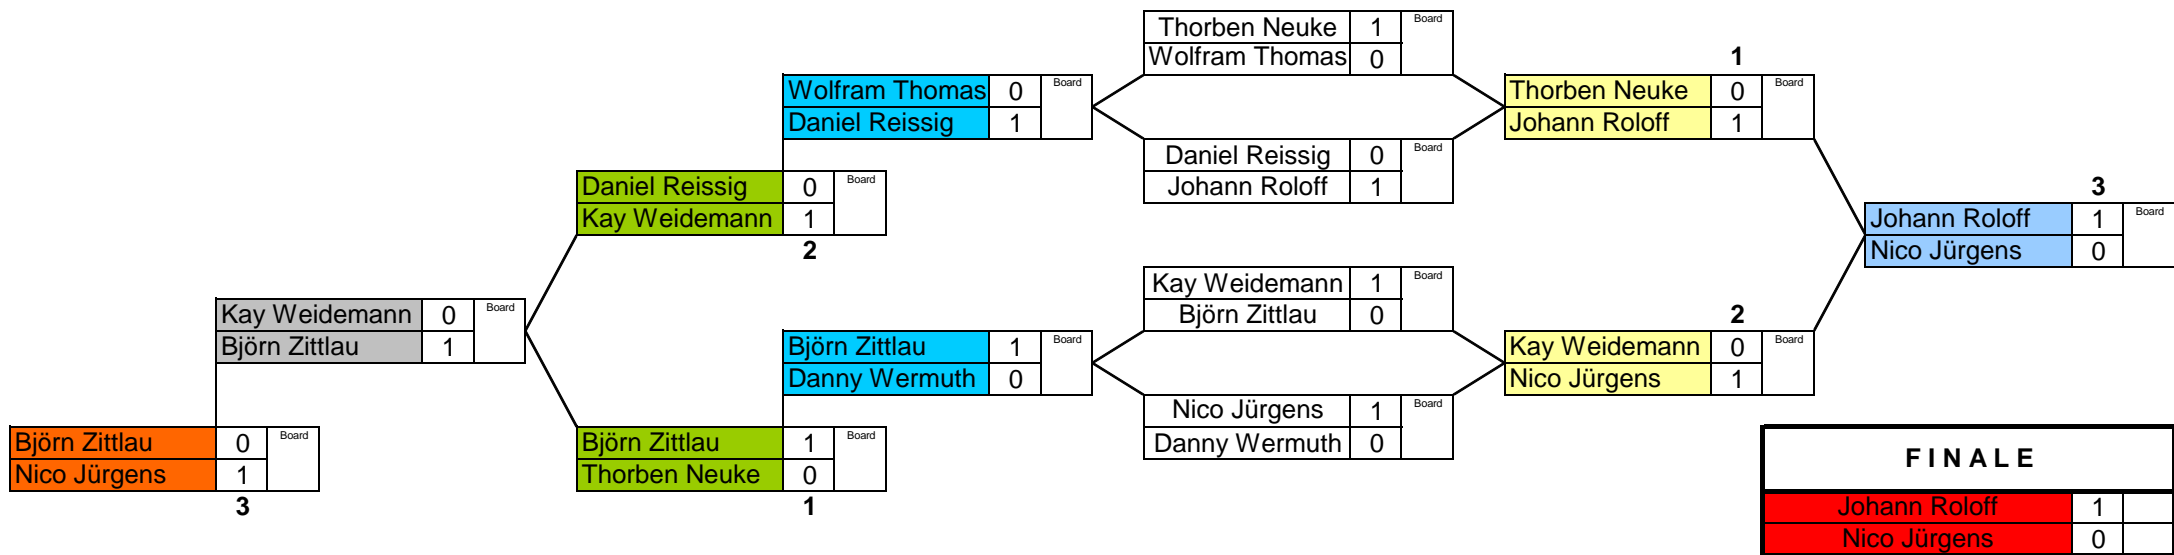 Thorben Neuke 1 Board
Wolfram Thomas 0
1
Wolfram Thomas 0 Board
Daniel Reissig 1
Thorben Neuke 0 Board
Johann Roloff 1
Daniel Reissig 0 Board
Johann Roloff 1
Daniel Reissig 0 Board
Kay Weidemann 1
2
3
Johann Roloff 1 Board
Nico Jürgens 0
Kay Weidemann 1 Board
Björn Zittlau 0
Kay Weidemann 0 Board
Björn Zittlau 1
2
Björn Zittlau 1 Board
Danny Wermuth 0
Kay Weidemann 0 Board
Nico Jürgens 1
Nico Jürgens 1 Board
Danny Wermuth 0
Björn Zittlau 0 Board
Nico Jürgens 1
3
Björn Zittlau 1 Board
Thorben Neuke 0
1
FINALE
Johann Roloff 1
Nico Jürgens 0